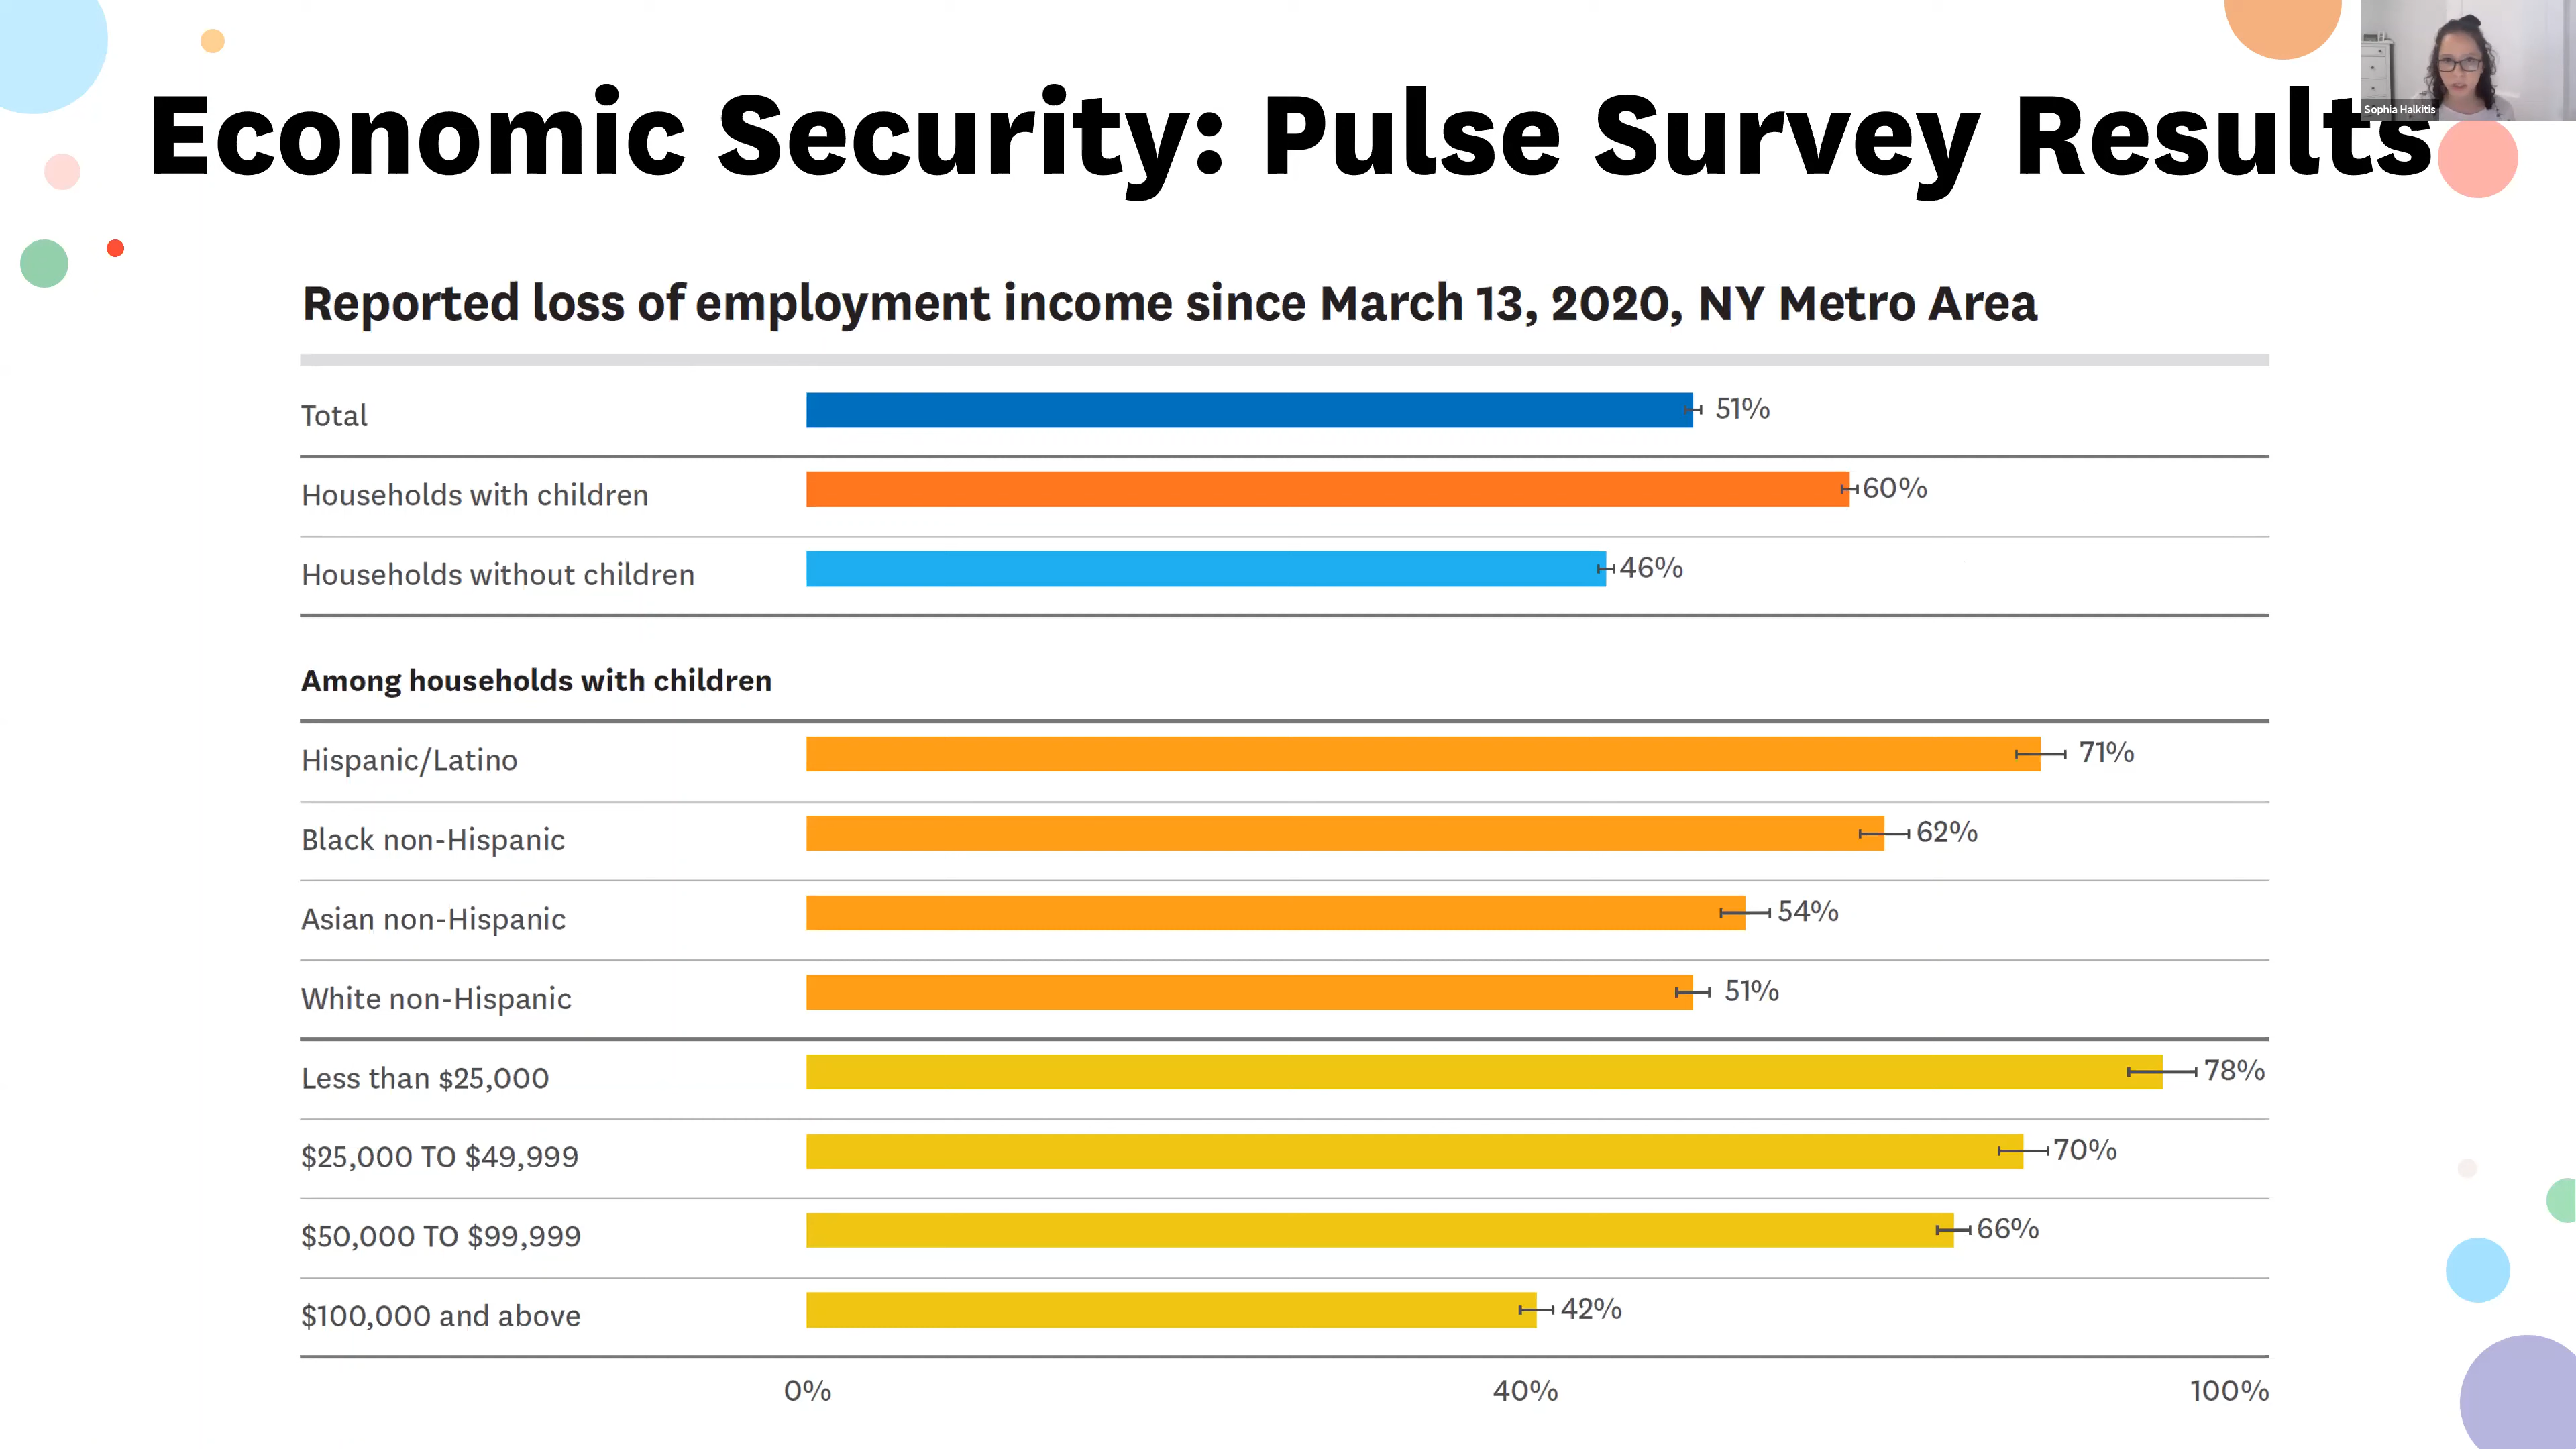 Sophia Halkitis
Economic Security: Pulse Survey Results
Reported loss of employment income since March 13, 2020, NY Metro Area
Total 51%
Households with children 60%
Households without children 46%
Among households with children
Hispanic/Latino 71%
Black non-Hispanic 62%
Asian non-Hispanic 54%
White non-Hispanic 51%
Less than $25,000 78%
$25,000 TO $49,999 70%
$50,000 TO $99,999 66%
$100,000 and above 42%
0% 40% 100%